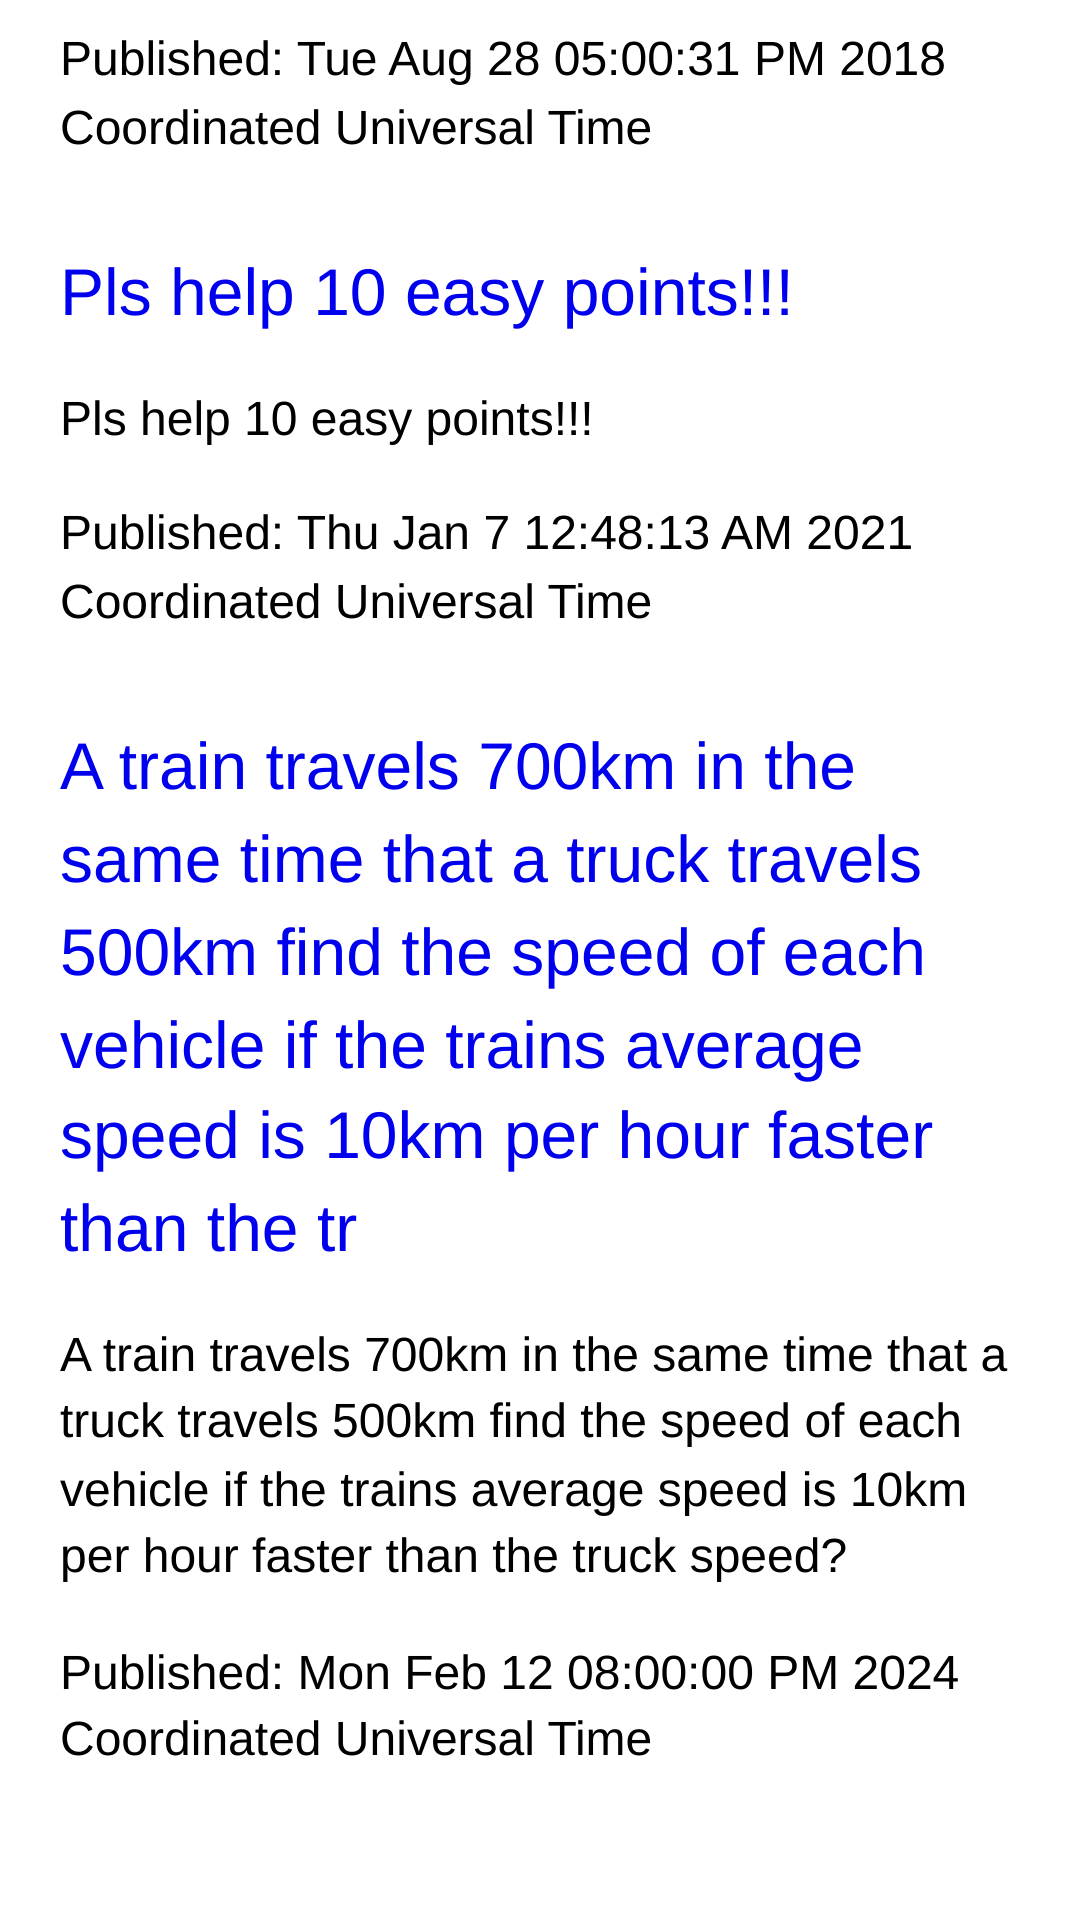 Published: Tue Aug 28 05:00:31 PM 2018
Coordinated Universal Time
Pls help 10 easy points!!!
Pls help 10 easy points!!!
Published: Thu Jan 7 12:48:13 AM 2021
Coordinated Universal Time
A train travels 700km in the
same time that a truck travels
500km find the speed of each
vehicle if the trains average
speed is 10km per hour faster
than the tr
A train travels 700km in the same time that a
truck travels 500km find the speed of each
vehicle if the trains average speed is 10km
per hour faster than the truck speed?
Published: Mon Feb 12 08:00:00 PM 2024
Coordinated Universal Time